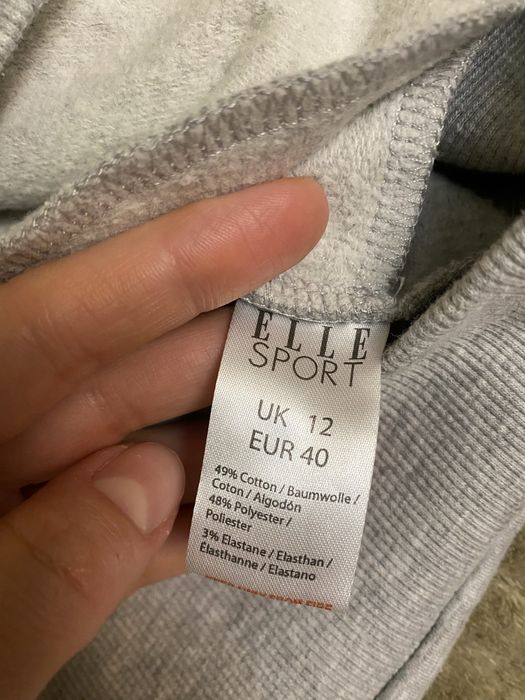 ELLE
SPORT
UK 12
EUR 40
49% Cotton / Baumwolle /
Coton / Algodón
48% Polyester /
Poliester
3% Elastane / Elasthan /
Élasthanne / Elastano